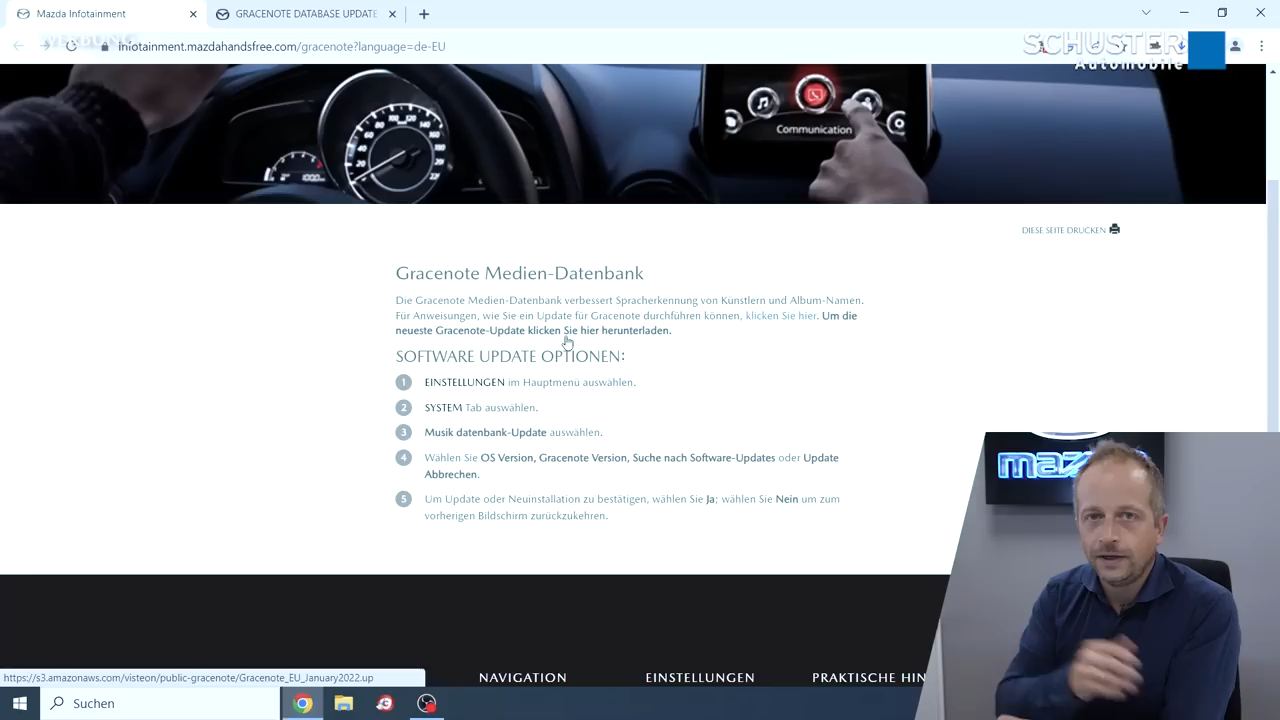 Mazda Infotainment
GRACENOTE DATABASE UPDATE
WERBUNG
infotainment.mazdahandsfree.com/gracenote?language=de-EU
SCHUSTER
Automobile
Communication
DIESE SEITE DRUCKEN
Gracenote Medien-Datenbank
Die Gracenote Medien-Datenbank verbessert Spracherkennung von Künstlern und Album-Namen.
Für Anweisungen, wie Sie ein Update für Gracenote durchführen können, klicken Sie hier. Um die
neueste Gracenote-Update klicken Sie hier herunterladen.
SOFTWARE UPDATE OPTIONEN:
1 EINSTELLUNGEN im Hauptmenü auswählen.
2 SYSTEM Tab auswählen.
3 Musik datenbank-Update auswählen.
4 Wählen Sie OS Version, Gracenote Version, Suche nach Software-Updates oder Update
Abbrechen.
5 Um Update oder Neuinstallation zu bestätigen, wählen Sie Ja; wählen Sie Nein um zum
vorherigen Bildschirm zurückzukehren.
mazda
https://s3.amazonaws.com/visteon/public-gracenote/Gracenote_EU_January2022.up
NAVIGATION
EINSTELLUNGEN
PRAKTISCHE HIN
Suchen